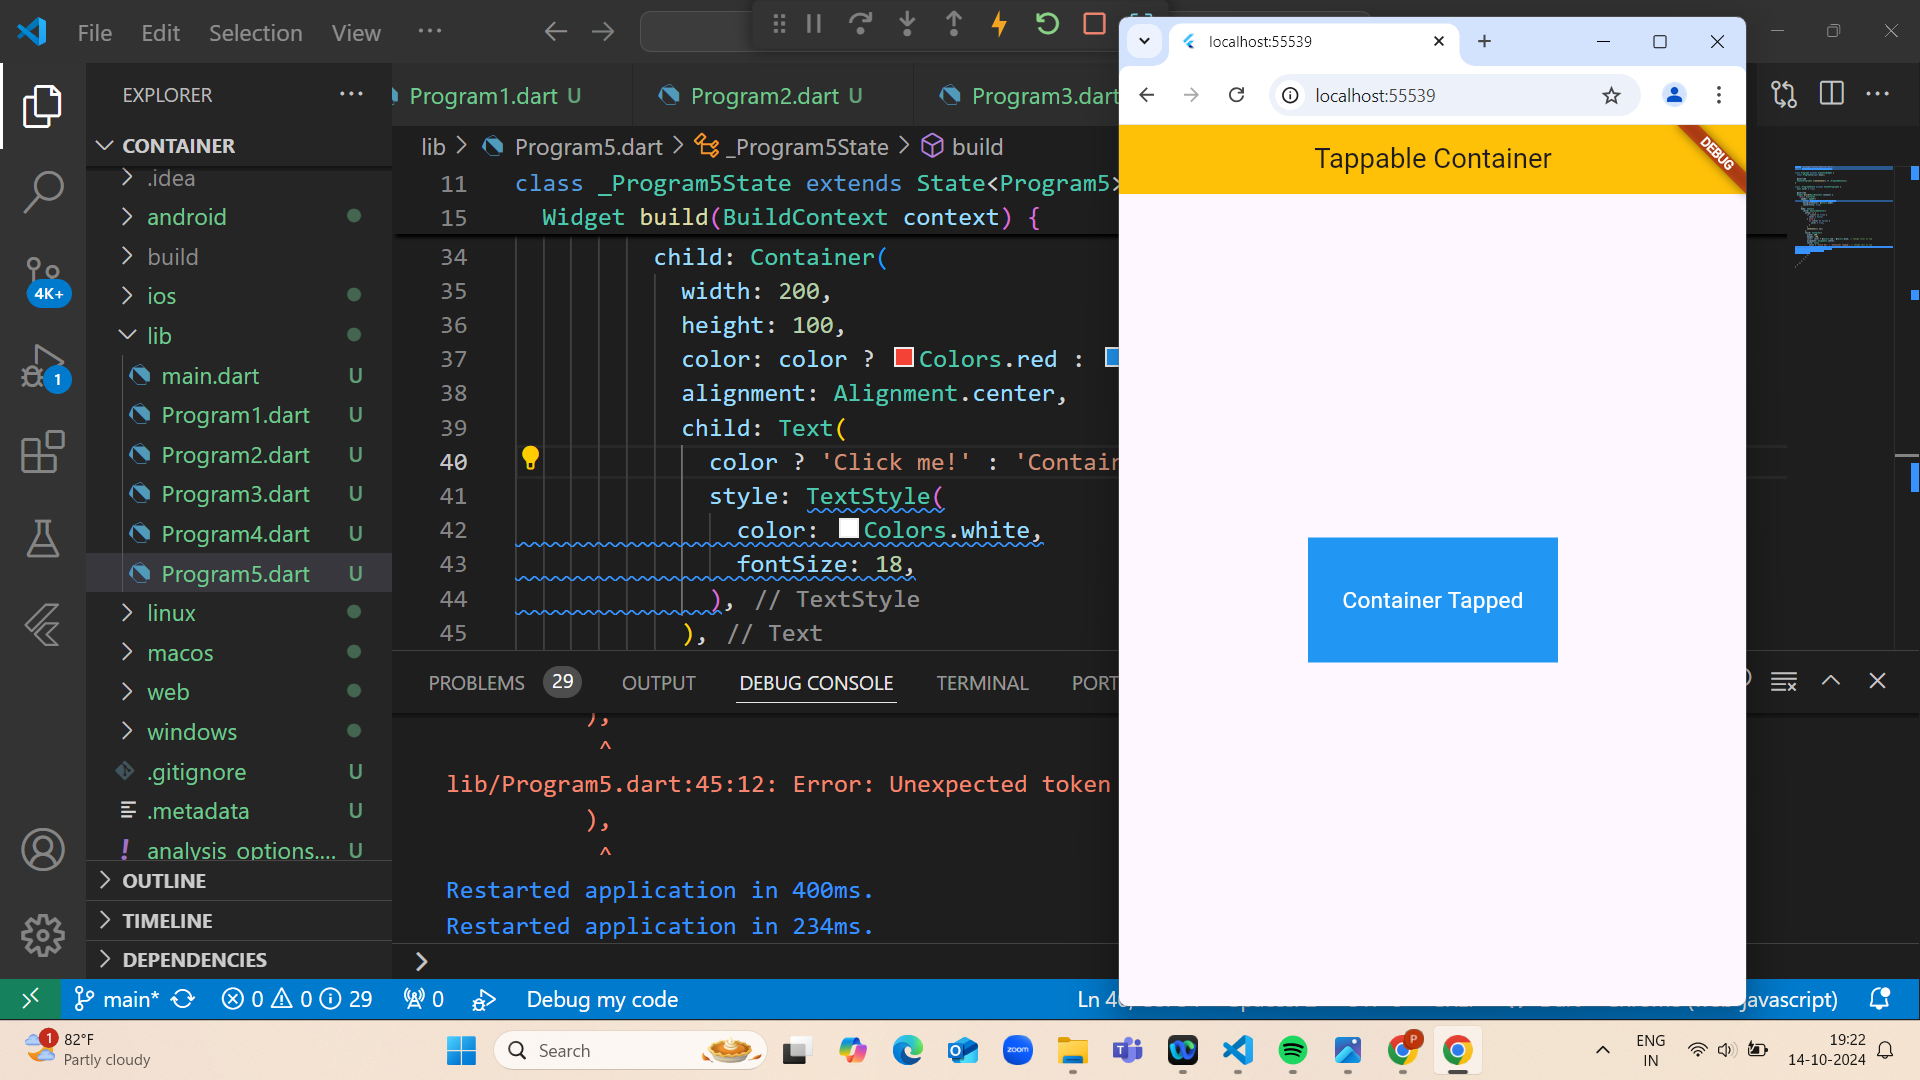 File Edit Selection View ···
EXPLORER ···
CONTAINER
.idea
android
build
ios
lib
main.dart U
Program1.dart U
Program2.dart U
Program3.dart U
Program4.dart U
Program5.dart U
linux
macos
web
windows
.gitignore U
.metadata U
analysis_options.... U
OUTLINE
TIMELINE
DEPENDENCIES
4K+
1
Program1.dart U Program2.dart U Program3.dart
lib > Program5.dart > _Program5State > build
11 class _Program5State extends State<Program5>
15 Widget build(BuildContext context) {
34 child: Container(
35 width: 200,
36 height: 100,
37 color: color ? Colors.red :
38 alignment: Alignment.center,
39 child: Text(
40 color ? 'Click me!' : 'Contain
41 style: TextStyle(
42 color: Colors.white,
43 fontSize: 18,
44 ), // TextStyle
45 ), // Text
PROBLEMS 29 OUTPUT DEBUG CONSOLE TERMINAL PORT
),
^
lib/Program5.dart:45:12: Error: Unexpected token
),
^
Restarted application in 400ms.
Restarted application in 234ms.
>
localhost:55539
localhost:55539
Tappable Container
DEBUG
Container Tapped
main* 0 0 29 0 Debug my code
javascript)
1
82°F
Partly cloudy
Search
zoom
P
ENG
IN
19:22
14-10-2024